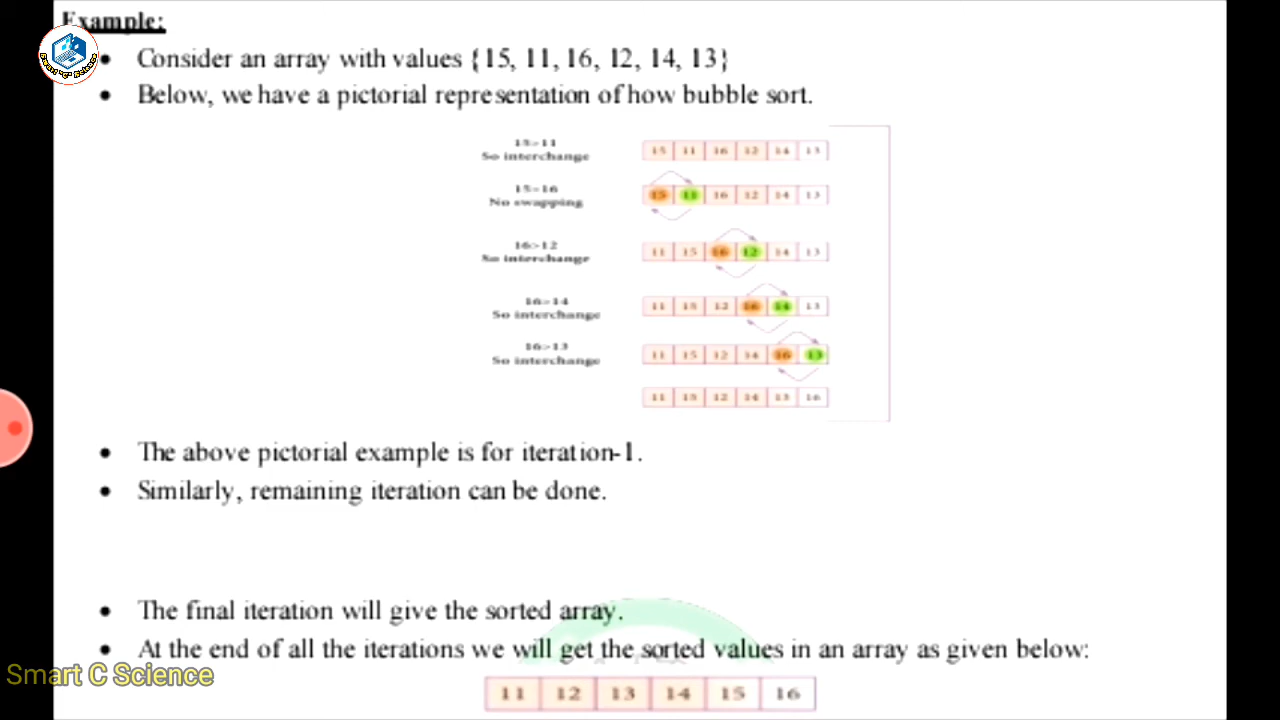 Example:
Smart "C" Science
• Consider an array with values {15, 11, 16, 12, 14, 13}
• Below, we have a pictorial representation of how bubble sort.
15>11
So interchange
15 11 16 12 14 13
15>16
No swapping
15 11 16 12 14 13
16>12
So interchange
11 15 16 12 14 13
16>14
So interchange
11 15 12 16 14 13
16>13
So interchange
11 15 12 14 16 13
11 15 12 14 13 16
• The above pictorial example is for iteration-1.
• Similarly, remaining iteration can be done.
• The final iteration will give the sorted array.
• At the end of all the iterations we will get the sorted values in an array as given below:
Smart C Science
11 12 13 14 15 16